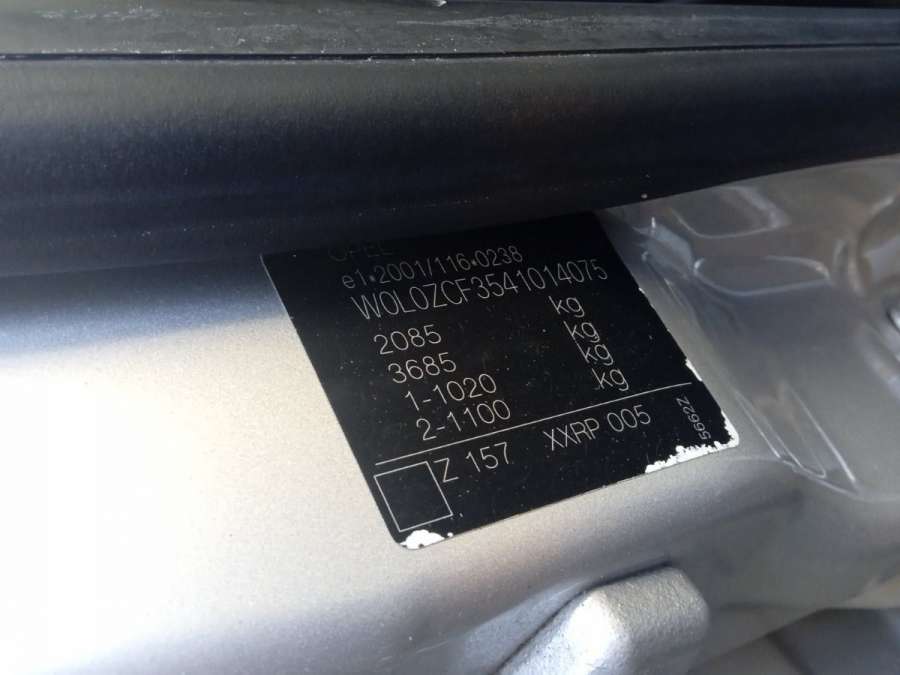 OPEL
e1*2001/116*0238
W0L0ZCF3541014075
2085 kg
3685 kg
1-1020 kg
2-1100 kg
Z 157 XXRP 005
5662Z